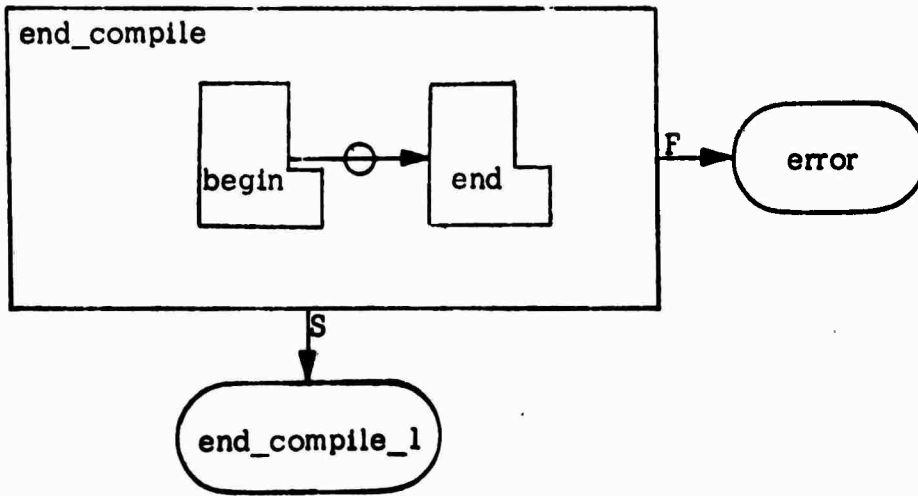 end_compile
begin
end
F
error
S
end_compile_1